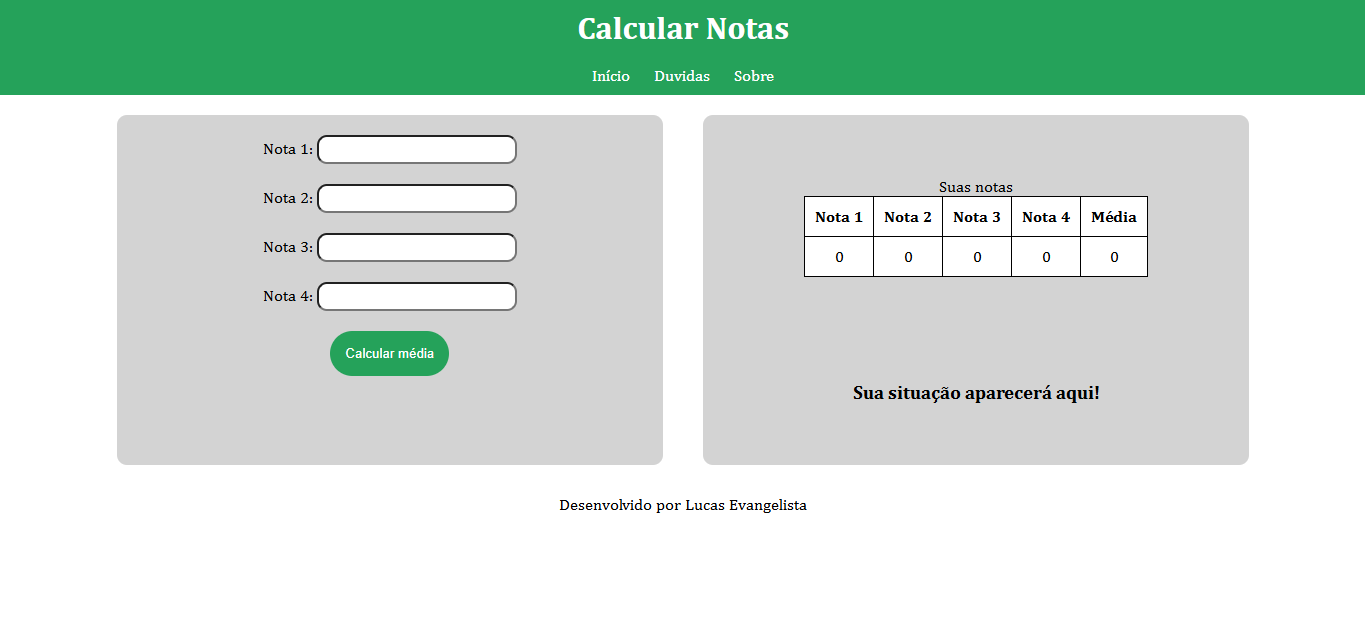 Calcular Notas
Início Duvidas Sobre
Nota 1:
Nota 2:
Nota 3:
Nota 4:
Calcular média
Suas notas
Nota 1 Nota 2 Nota 3 Nota 4 Média
0 0 0 0 0
Sua situação aparecerá aqui!
Desenvolvido por Lucas Evangelista